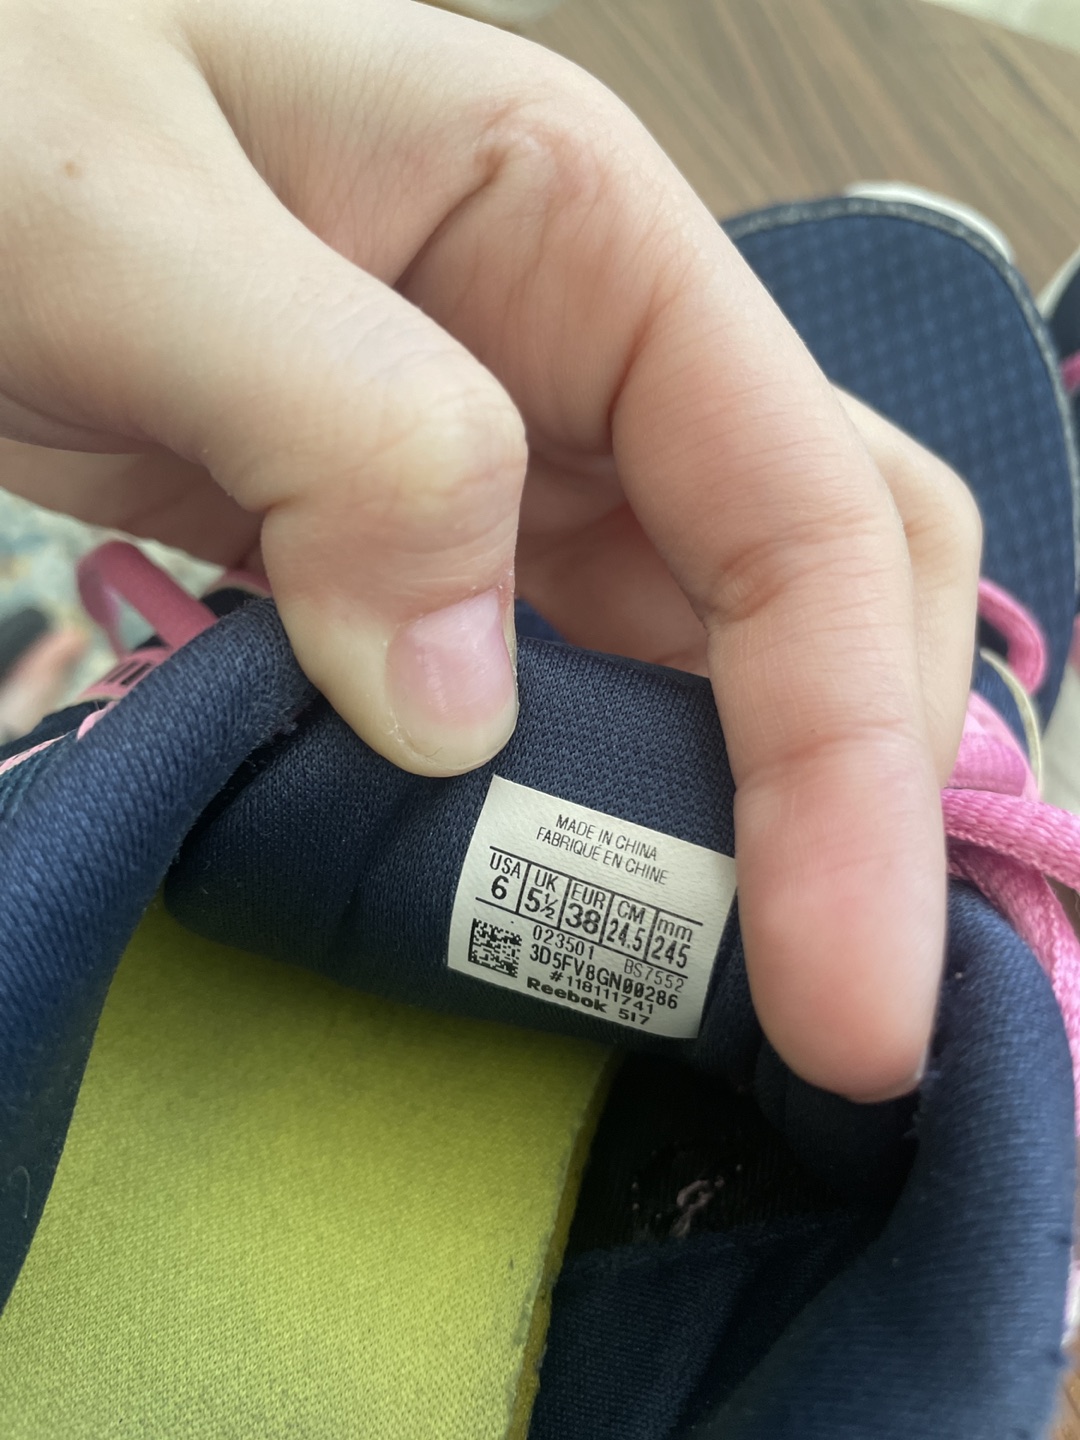 MADE IN CHINA
FABRIQUÉ EN CHINE
USA UK EUR CM mm
6 5½ 38 24.5 245
023501 BS7552
3D5FV8GN00286
#118111741
Reebok 517